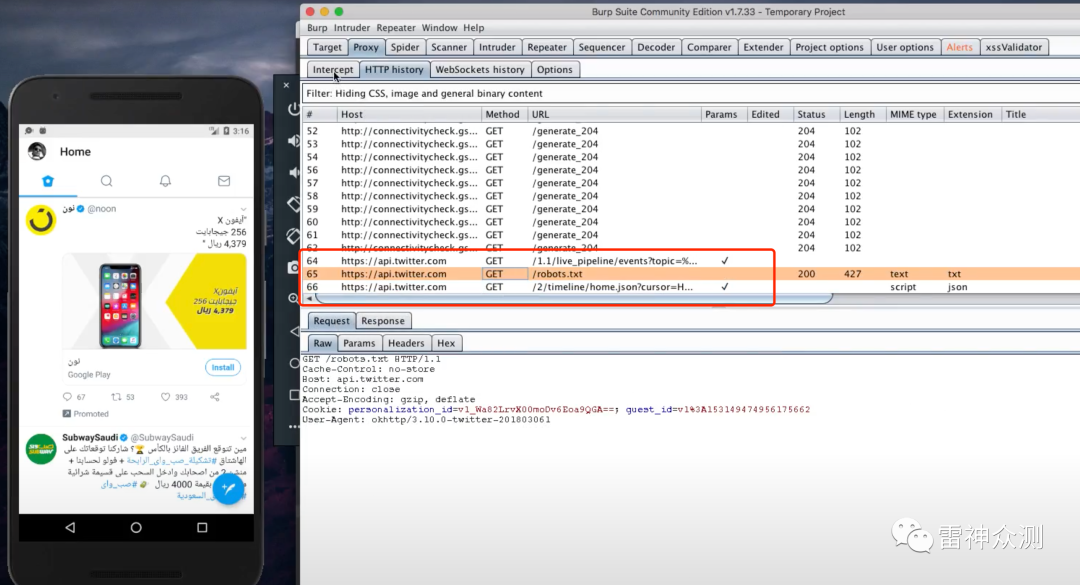 3:16
Home
نون @noon
"آيفون X
256 جيجابايت
4,379 ريال "
آيفون X
256 جيجابايت
4,379 ريال
نون
Google Play
Install
67 53 393
Promoted
SubwaySaudi @SubwaySaudi
مين تتوقع الفريق الفائز بالكأس ؟ شاركنا توقعاتك على
الهاشتاق #تشكيلة_صب_واي_الرابحة + فولو لحسابنا +
من اصحابك وادخل السحب على قسيمة شرائية
بقيمة 4000 ريال #صب_واي
السعودية
Burp Suite Community Edition v1.7.33 - Temporary Project
Burp Intruder Repeater Window Help
Target Proxy Spider Scanner Intruder Repeater Sequencer Decoder Comparer Extender Project options User options Alerts xssValidator
Intercept HTTP history WebSockets history Options
Filter: Hiding CSS, image and general binary content
# Host Method URL Params Edited Status Length MIME type Extension Title
52 http://connectivitycheck.gs... GET /generate_204 204 102
53 http://connectivitycheck.gs... GET /generate_204 204 102
54 http://connectivitycheck.gs... GET /generate_204 204 102
56 http://connectivitycheck.gs... GET /generate_204 204 102
57 http://connectivitycheck.gs... GET /generate_204 204 102
58 http://connectivitycheck.gs... GET /generate_204 204 102
59 http://connectivitycheck.gs... GET /generate_204 204 102
60 http://connectivitycheck.gs... GET /generate_204 204 102
61 http://connectivitycheck.gs... GET /generate_204 204 102
62 http://connectivitycheck.gs... GET /generate_204 204 102
64 https://api.twitter.com GET /1.1/live_pipeline/events?topic=%... ✓
65 https://api.twitter.com GET /robots.txt 200 427 text txt
66 https://api.twitter.com GET /2/timeline/home.json?cursor=H... ✓ script json
Request Response
Raw Params Headers Hex
GET /robots.txt HTTP/1.1
Cache-Control: no-store
Host: api.twitter.com
Connection: close
Accept-Encoding: gzip, deflate
Cookie: personalization_id=v1_Wa82LrvX00moDv6Eoa9QGA==; guest_id=v1%3A153149474956175662
User-Agent: okhttp/3.10.0-twitter-201803061
雷神众测